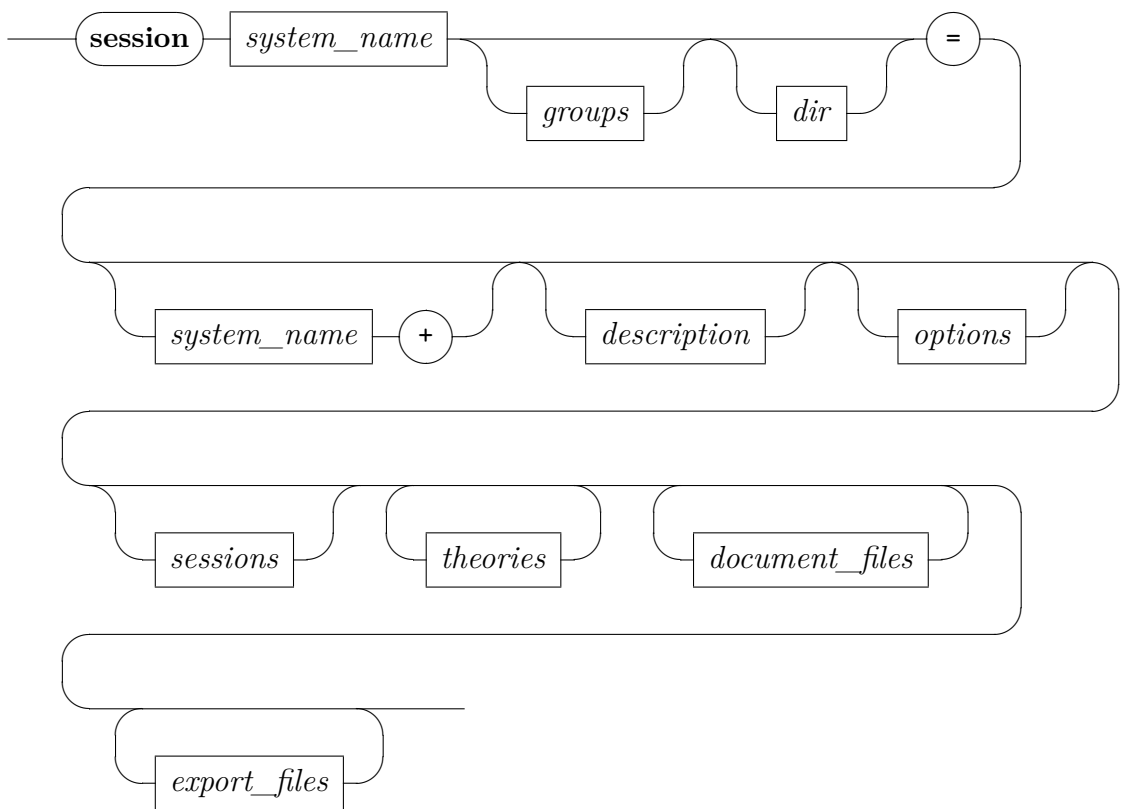 session system_name =
groups dir
system_name + description options
sessions theories document_files
export_files